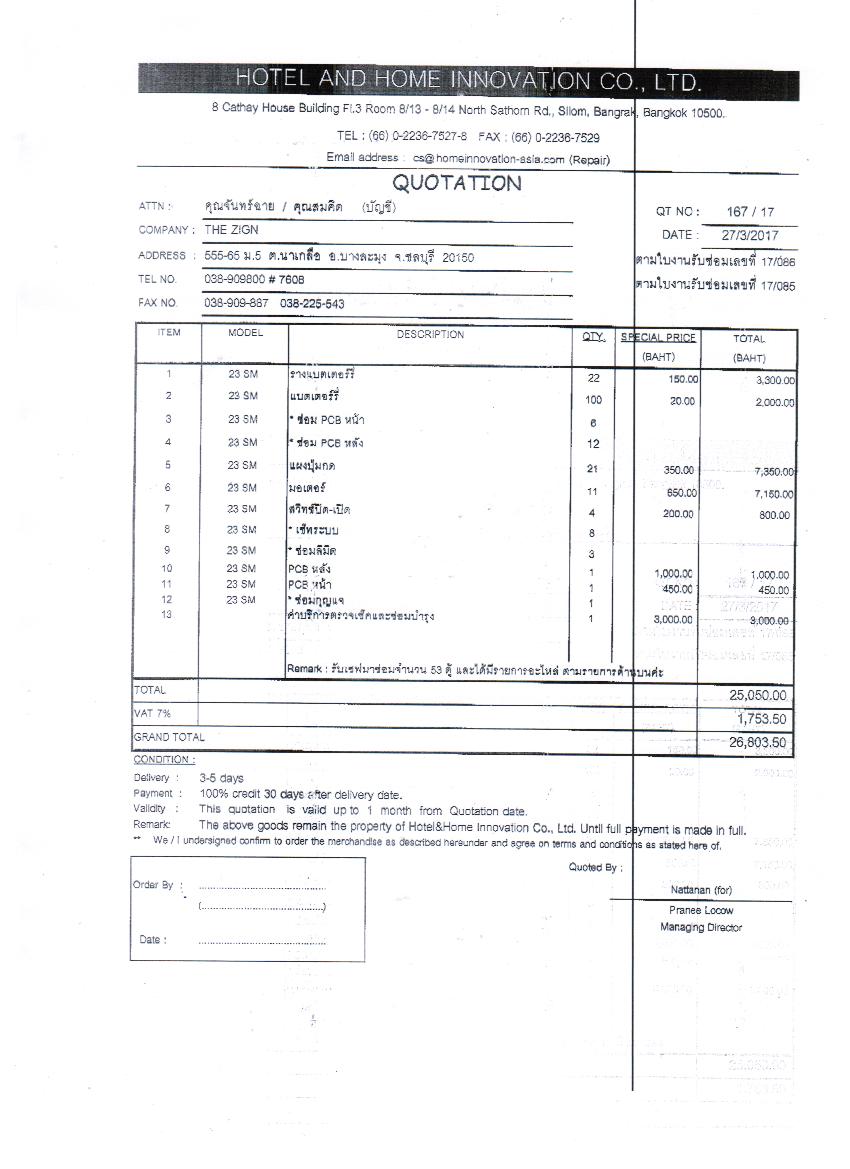 HOTEL AND HOME INNOVATION CO., LTD.
8 Cathay House Building Fl.3 Room 8/13 - 8/14 North Sathorn Rd., Silom, Bangrak, Bangkok 10500.
TEL : (66) 0-2236-7527-8 FAX : (66) 0-2236-7529
Email address : cs@homeinnovation-asia.com (Repair)
QUOTATION
ATTN : คุณจันทร์ฉาย / คุณสมคิด (บัญชี) QT NO : 167 / 17
COMPANY : THE ZIGN DATE : 27/3/2017
ADDRESS : 555-65 ม.5 ต.นาเกลือ อ.บางละมุง จ.ชลบุรี 20150 ตามใบงานรับซ่อมเลขที่ 17/086
TEL NO. 038-909800 # 7608 ตามใบงานรับซ่อมเลขที่ 17/085
FAX NO. 038-909-887 038-225-543
ITEM MODEL DESCRIPTION QTY. SPECIAL PRICE TOTAL
(BAHT) (BAHT)
1 23 SM รางแบตเตอร์รี่ 22 150.00 3,300.00
2 23 SM แบตเตอร์รี่ 100 20.00 2,000.00
3 23 SM * ซ่อม PCB หน้า 6
4 23 SM * ซ่อม PCB หลัง 12
5 23 SM แผงปุ่มกด 21 350.00 7,350.00
6 23 SM มอเตอร์ 11 650.00 7,150.00
7 23 SM สวิทช์ปิด-เปิด 4 200.00 800.00
8 23 SM * เซ็ทระบบ 8
9 23 SM * ซ่อมลิมิต 3
10 23 SM PCB หลัง 1 1,000.00 1,000.00
11 23 SM PCB หน้า 1 450.00 450.00
12 23 SM * ซ่อมกุญแจ 1
13 ค่าบริการตรวจเช็คและซ่อมบำรุง 1 3,000.00 3,000.00
Remark : รับเซฟมาซ่อมจำนวน 53 ตู้ และได้มีรายการอะไหล่ ตามรายการด้านบนค่ะ
TOTAL 25,050.00
VAT 7% 1,753.50
GRAND TOTAL 26,803.50
CONDITION :
Delivery : 3-5 days
Payment : 100% credit 30 days after delivery date.
Validity : This quotation is vaild up to 1 month from Quotation date.
Remark: The above goods remain the property of Hotel&Home Innovation Co., Ltd. Until full payment is made in full.
** We / I undersigned confirm to order the merchandise as described hereunder and agree on terms and conditions as stated here of.
Quoted By :
Order By : ........................................
Nattanan (for)
(.......................................)
Pranee Locow
Managing Director
Date : ........................................